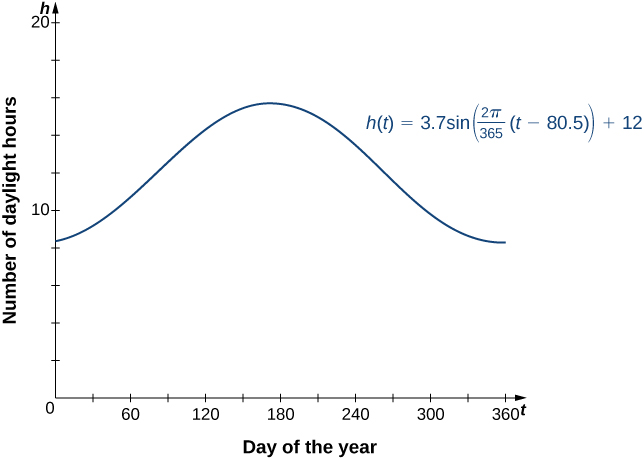 h
20
h(t) = 3.7sin(2π/365 (t − 80.5)) + 12
10
Number of daylight hours
0 60 120 180 240 300 360 t
Day of the year